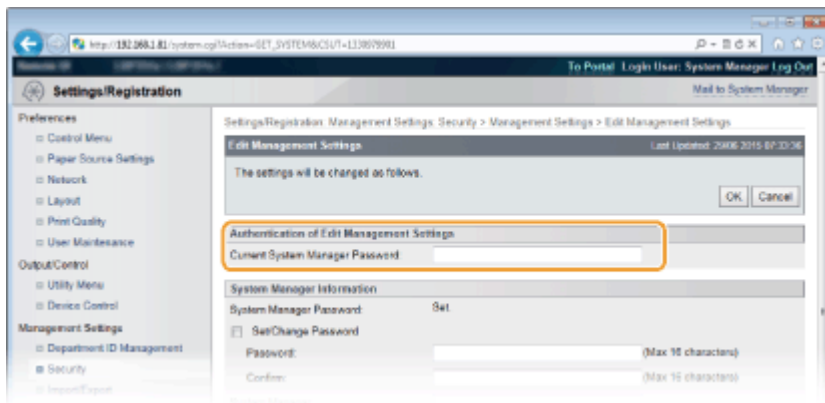 http://192.168.1.81/system.cgi?Action=GET_SYSTEM&CSUT=1330979901
To Portal Login User: System Manager Log Out
Settings/Registration
Mail to System Manager
Preferences
Control Menu
Paper Source Settings
Network
Layout
Print Quality
User Maintenance
Output/Control
Utility Menu
Device Control
Management Settings
Department ID Management
Security
Import/Export
Settings/Registration: Management Settings: Security > Management Settings > Edit Management Settings
Edit Management Settings
Last Updated: 29/06 2015 07:33:36
The settings will be changed as follows.
OK Cancel
Authentication of Edit Management Settings
Current System Manager Password:
System Manager Information
System Manager Password: Set.
Set/Change Password
Password: (Max 16 characters)
Confirm: (Max 16 characters)